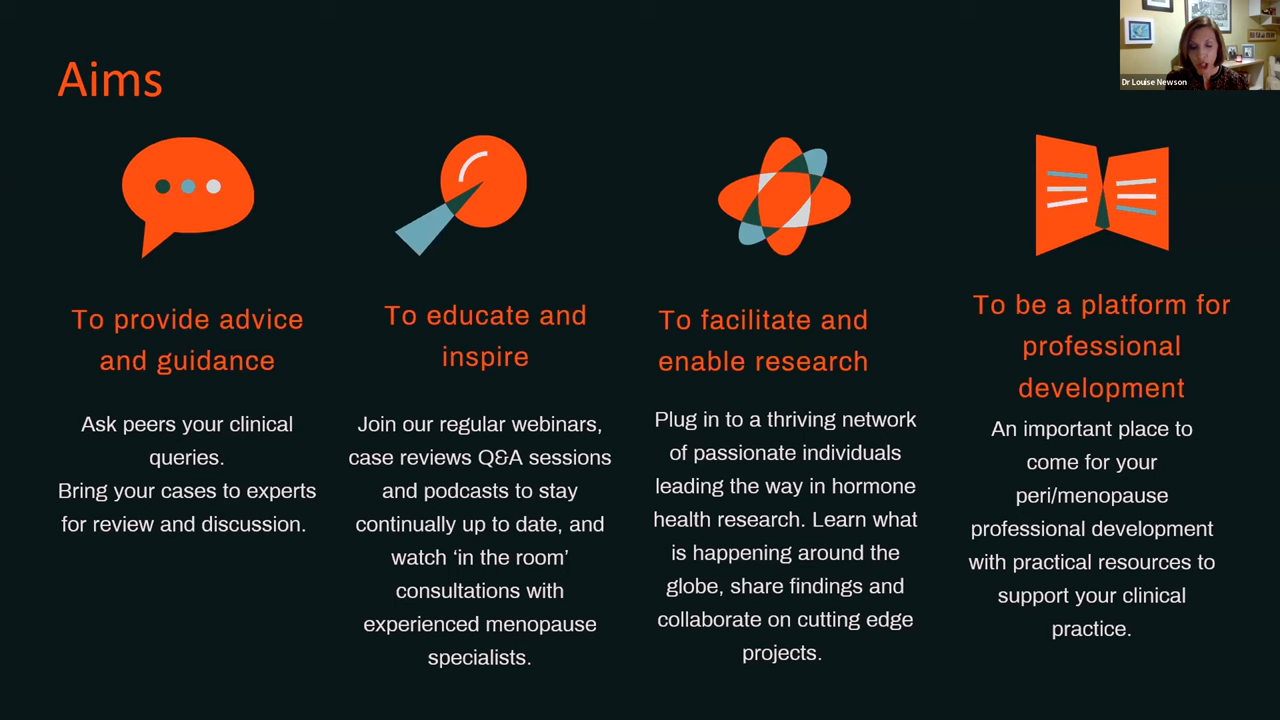 Aims
Dr Louise Newson
To provide advice
and guidance
Ask peers your clinical
queries.
Bring your cases to experts
for review and discussion.
To educate and
inspire
Join our regular webinars,
case reviews Q&A sessions
and podcasts to stay
continually up to date, and
watch ‘in the room’
consultations with
experienced menopause
specialists.
To facilitate and
enable research
Plug in to a thriving network
of passionate individuals
leading the way in hormone
health research. Learn what
is happening around the
globe, share findings and
collaborate on cutting edge
projects.
To be a platform for
professional
development
An important place to
come for your
peri/menopause
professional development
with practical resources to
support your clinical
practice.